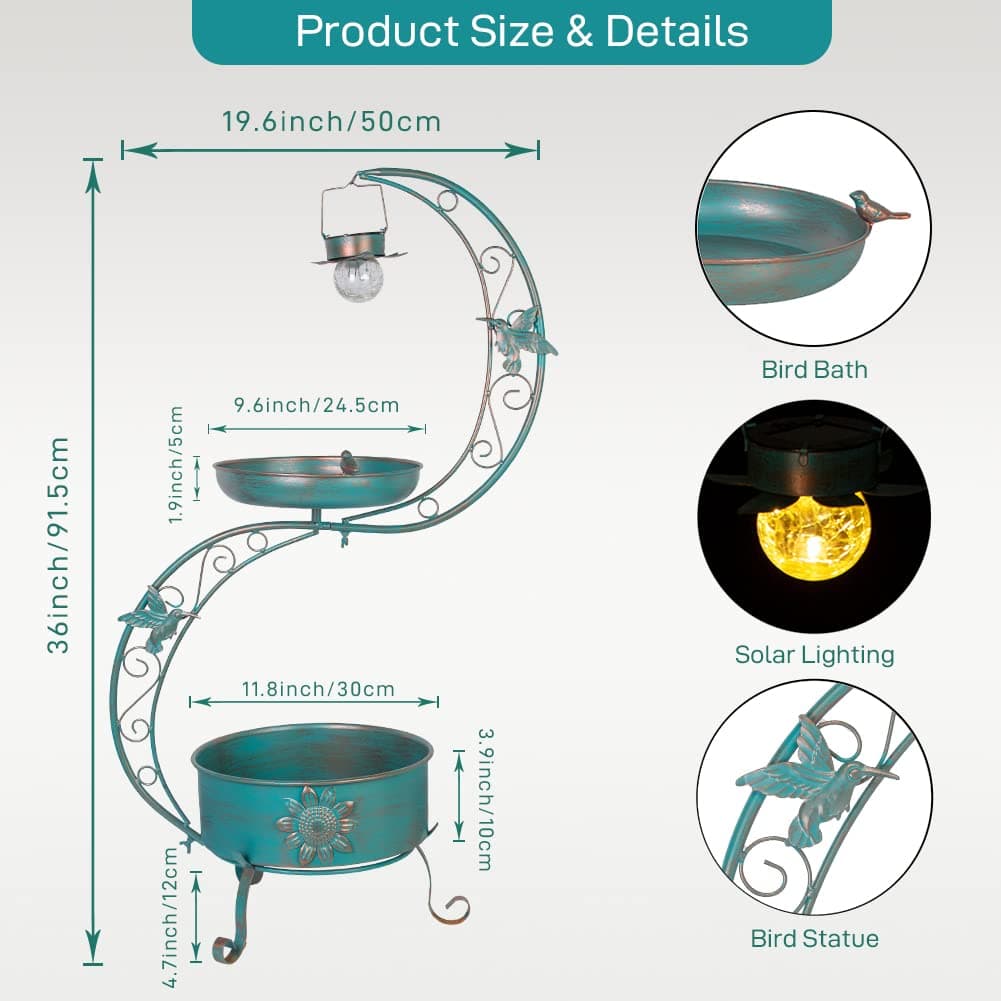 Product Size & Details
19.6inch/50cm
36inch/91.5cm
9.6inch/24.5cm
1.9inch/5cm
11.8inch/30cm
3.9inch/10cm
4.7inch/12cm
Bird Bath
Solar Lighting
Bird Statue